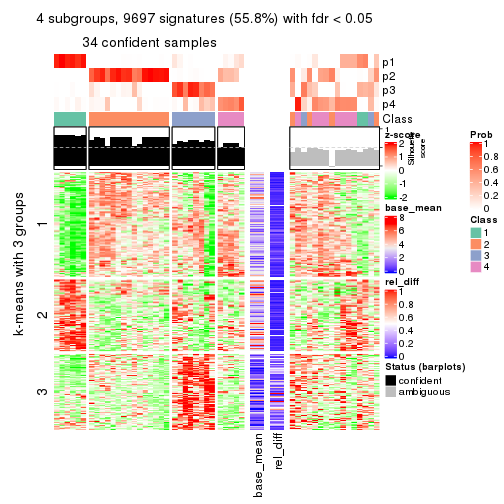 4 subgroups, 9697 signatures (55.8%) with fdr < 0.05
34 confident samples
p1
p2
p3
p4
Class
1
Silhouette
score
k-means with 3 groups
1
2
3
base_mean
rel_diff
z-score
2
1
0
-1
-2
base_mean
8
6
4
2
0
rel_diff
1
0.8
0.6
0.4
0.2
0
Status (barplots)
confident
ambiguous
Prob
1
0.8
0.6
0.4
0.2
0
Class
1
2
3
4